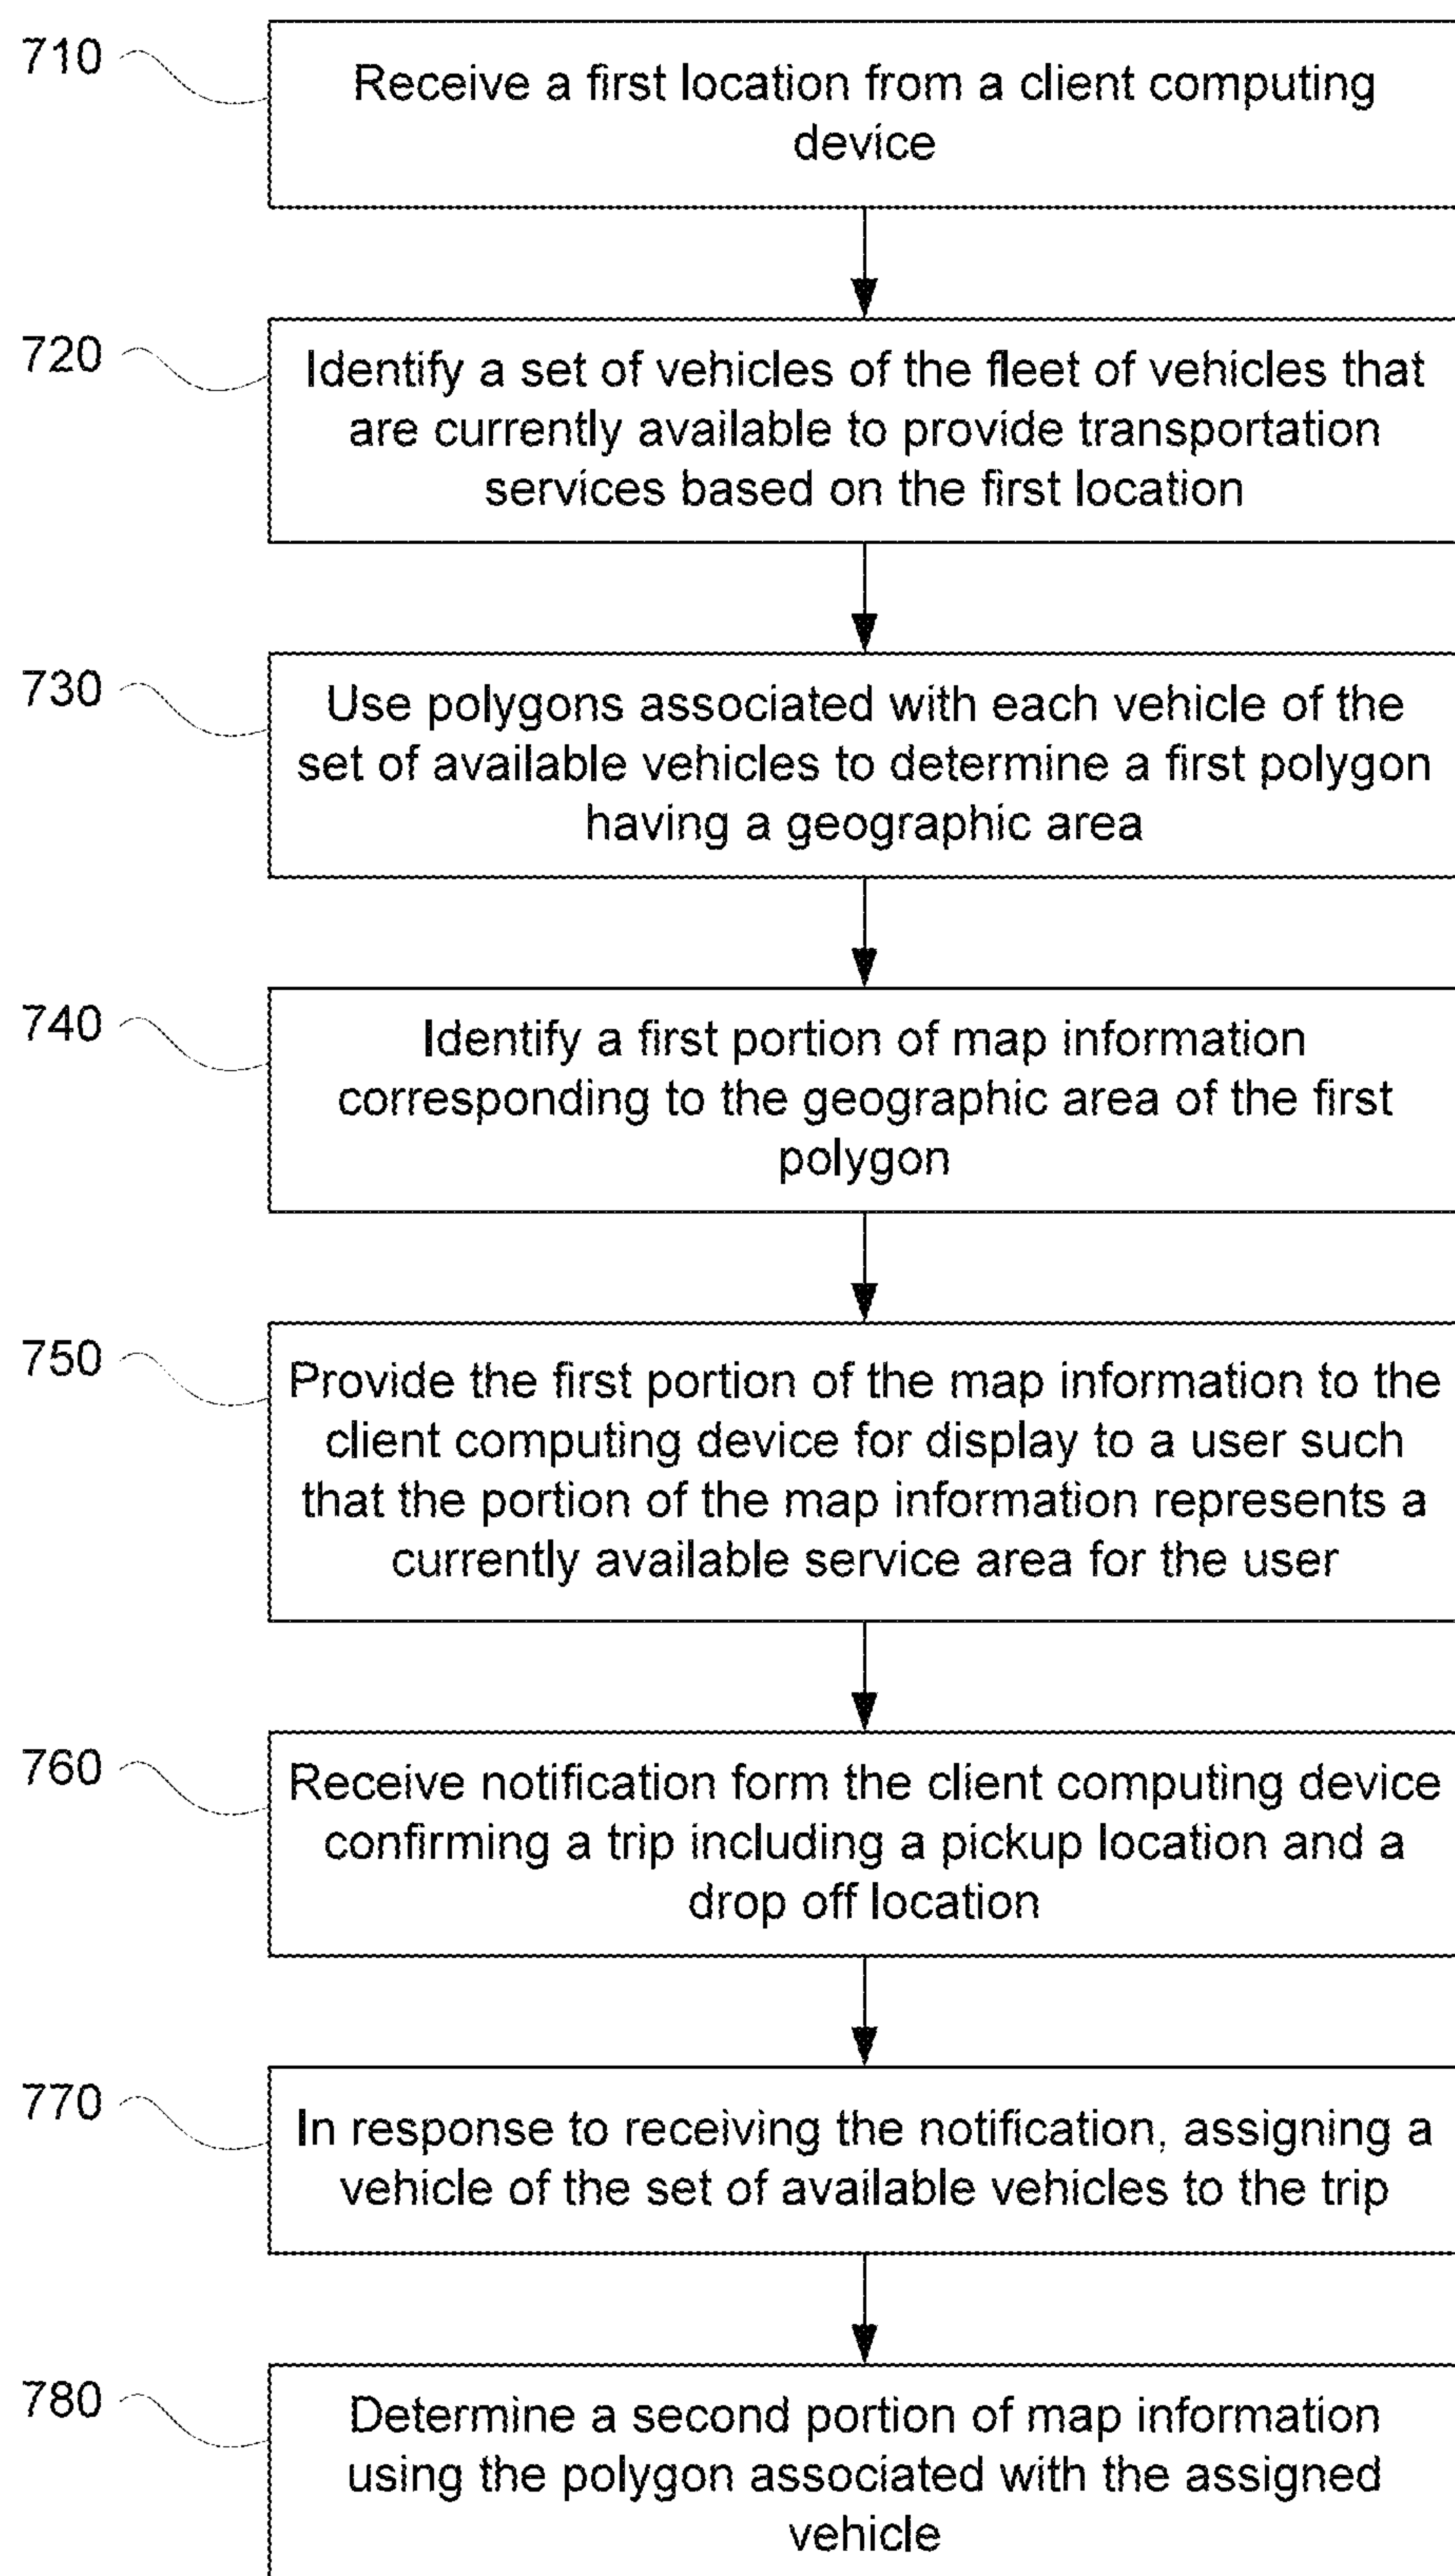 710
Receive a first location from a client computing
device
720
Identify a set of vehicles of the fleet of vehicles that
are currently available to provide transportation
services based on the first location
730
Use polygons associated with each vehicle of the
set of available vehicles to determine a first polygon
having a geographic area
740
Identify a first portion of map information
corresponding to the geographic area of the first
polygon
750
Provide the first portion of the map information to the
client computing device for display to a user such
that the portion of the map information represents a
currently available service area for the user
760
Receive notification form the client computing device
confirming a trip including a pickup location and a
drop off location
770
In response to receiving the notification, assigning a
vehicle of the set of available vehicles to the trip
780
Determine a second portion of map information
using the polygon associated with the assigned
vehicle